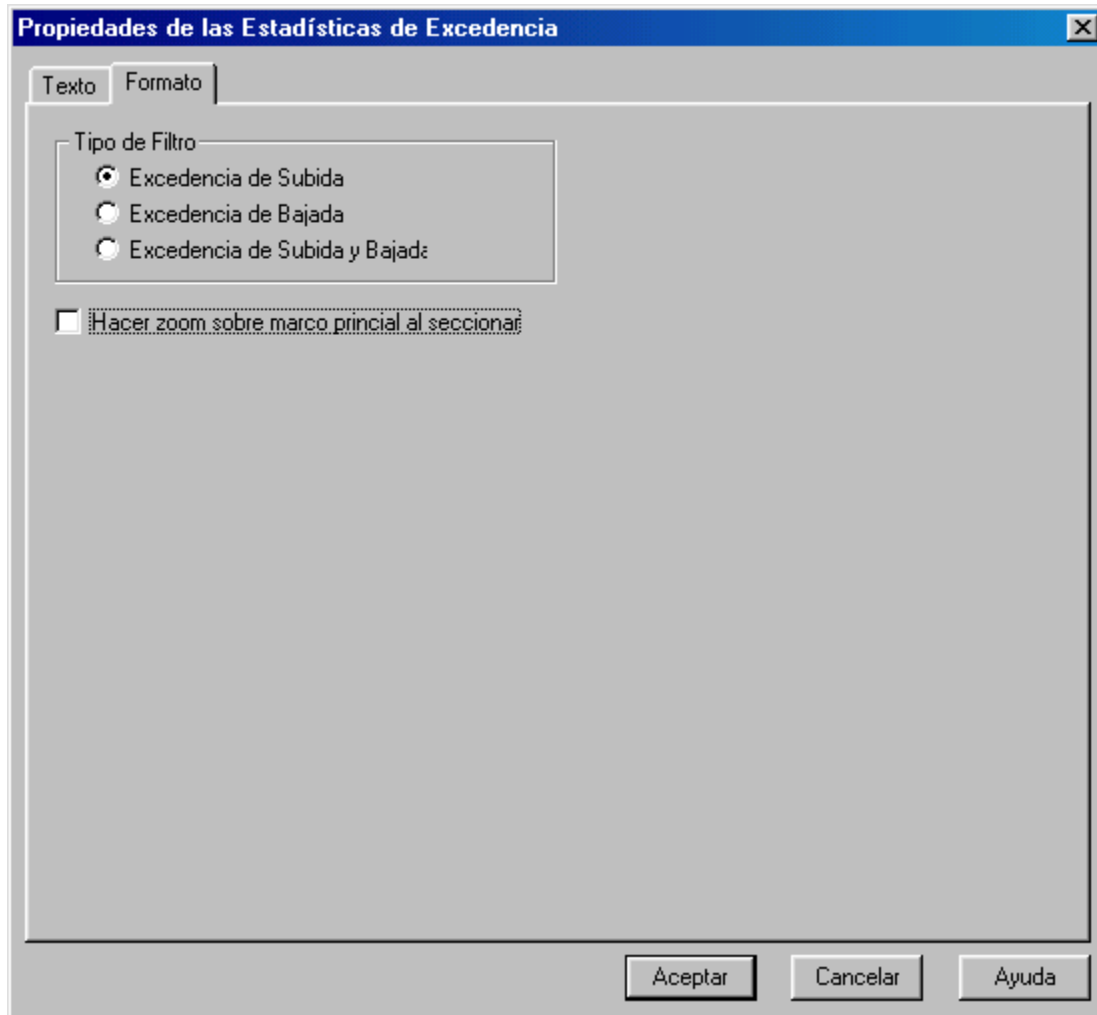 Propiedades de las Estadísticas de Excedencia
Texto Formato
Tipo de Filtro
Excedencia de Subida
Excedencia de Bajada
Excedencia de Subida y Bajada
Hacer zoom sobre marco princial al seccionar
Aceptar Cancelar Ayuda